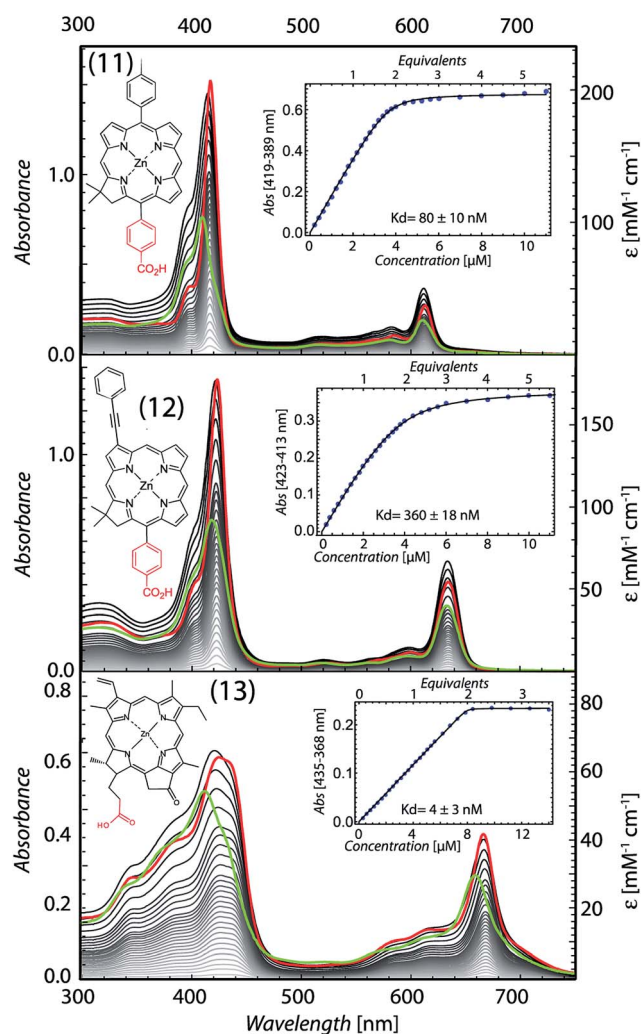 300 400 500 600 700
(11)
Zn
N N N N
CO₂H
Absorbance
1.0
0.0
Equivalents
1 2 3 4 5
Abs [419-389 nm]
0.6
0.4
0.2
0.0
Kd= 80 ± 10 nM
0 2 4 6 8 10
Concentration [µM]
200
100
ε [mM⁻¹ cm⁻¹]
(12)
Zn
N N N N
CO₂H
Absorbance
1.0
0.0
Equivalents
1 2 3 4 5
Abs [423-413 nm]
0.3
0.2
0.1
0.0
Kd= 360 ± 18 nM
0 2 4 6 8 10
Concentration [µM]
150
100
50
ε [mM⁻¹ cm⁻¹]
(13)
Zn
N N N N
HO
O
O
Absorbance
0.8
0.6
0.4
0.2
0.0
Equivalents
0 1 2 3
Abs [435-368 nm]
0.2
0.1
0.0
Kd= 4 ± 3 nM
0 4 8 12
Concentration [µM]
80
60
40
20
ε [mM⁻¹ cm⁻¹]
300 400 500 600 700
Wavelength [nm]